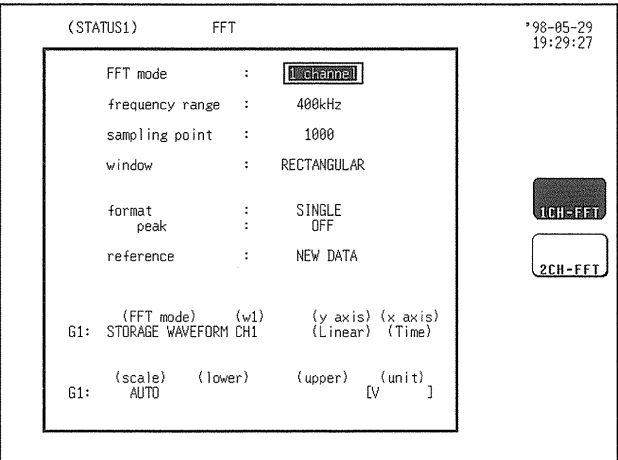 (STATUS1) FFT '98-05-29
19:29:27
FFT mode : 1 channel
frequency range : 400kHz
sampling point : 1000
window : RECTANGULAR
format : SINGLE
peak : OFF
reference : NEW DATA
1CH-FFT
2CH-FFT
(FFT mode) (w1) (y axis) (x axis)
G1: STORAGE WAVEFORM CH1 (Linear) (Time)
(scale) (lower) (upper) (unit)
G1: AUTO [V ]